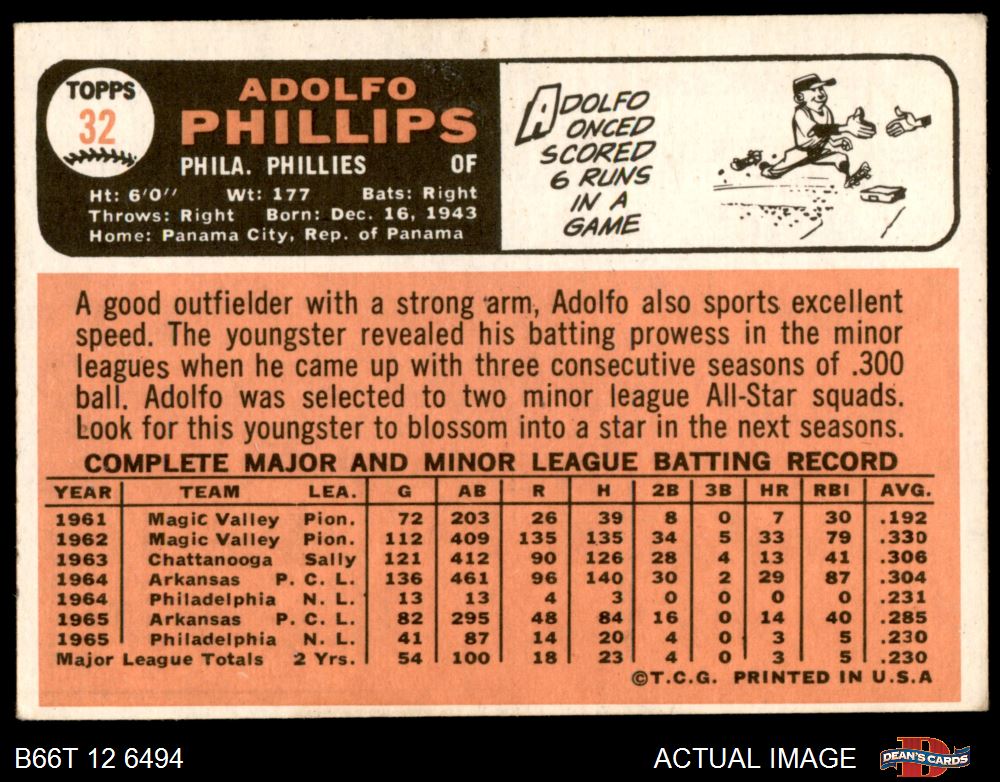 TOPPS
32
ADOLFO
PHILLIPS
PHILA. PHILLIES OF
Ht: 6'0" Wt: 177 Bats: Right
Throws: Right Born: Dec. 16, 1943
Home: Panama City, Rep. of Panama
ADOLFO
ONCED
SCORED
6 RUNS
IN A
GAME
A good outfielder with a strong arm, Adolfo also sports excellent
speed. The youngster revealed his batting prowess in the minor
leagues when he came up with three consecutive seasons of .300
ball. Adolfo was selected to two minor league All-Star squads.
Look for this youngster to blossom into a star in the next seasons.
COMPLETE MAJOR AND MINOR LEAGUE BATTING RECORD
YEAR TEAM LEA. G AB R H 2B 3B HR RBI AVG.
1961 Magic Valley Pion. 72 203 26 39 8 0 7 30 .192
1962 Magic Valley Pion. 112 409 135 135 34 5 33 79 .330
1963 Chattanooga Sally 121 412 90 126 28 4 13 41 .306
1964 Arkansas P. C. L. 136 461 96 140 30 2 29 87 .304
1964 Philadelphia N. L. 13 13 4 3 0 0 0 0 .231
1965 Arkansas P. C. L. 82 295 48 84 16 0 14 40 .285
1965 Philadelphia N. L. 41 87 14 20 4 0 3 5 .230
Major League Totals 2 Yrs. 54 100 18 23 4 0 3 5 .230
©T.C.G. PRINTED IN U.S.A
B66T 12 6494 ACTUAL IMAGE DEAN'S CARDS